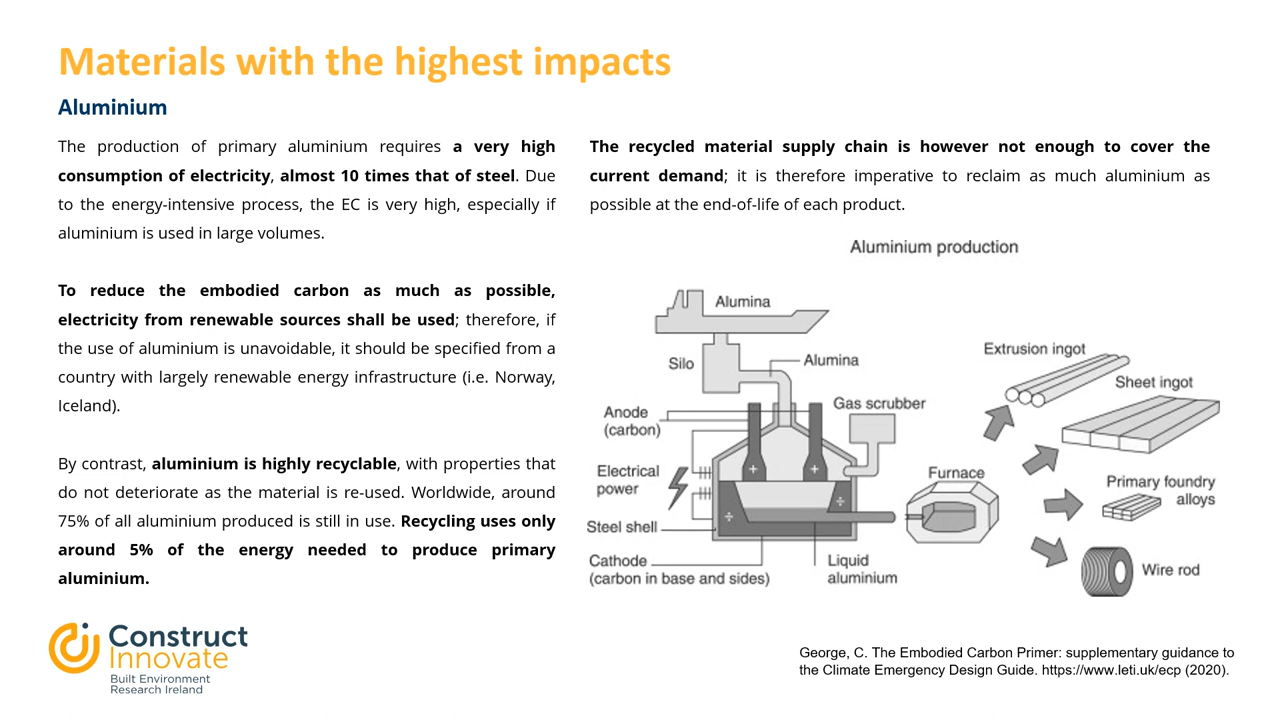 Materials with the highest impacts
Aluminium
The production of primary aluminium requires a very high
consumption of electricity, almost 10 times that of steel. Due
to the energy-intensive process, the EC is very high, especially if
aluminium is used in large volumes.
To reduce the embodied carbon as much as possible,
electricity from renewable sources shall be used; therefore, if
the use of aluminium is unavoidable, it should be specified from a
country with largely renewable energy infrastructure (i.e. Norway,
Iceland).
By contrast, aluminium is highly recyclable, with properties that
do not deteriorate as the material is re-used. Worldwide, around
75% of all aluminium produced is still in use. Recycling uses only
around 5% of the energy needed to produce primary
aluminium.
The recycled material supply chain is however not enough to cover the
current demand; it is therefore imperative to reclaim as much aluminium as
possible at the end-of-life of each product.
Aluminium production
Alumina
Silo
Alumina
Anode
(carbon)
Gas scrubber
Electrical
power
+
+
÷
÷
Steel shell
Cathode
(carbon in base and sides)
Liquid
aluminium
Furnace
Extrusion ingot
Sheet ingot
Primary foundry
alloys
Wire rod
Construct
Innovate
Built Environment
Research Ireland
George, C. The Embodied Carbon Primer: supplementary guidance to
the Climate Emergency Design Guide. https://www.leti.uk/ecp (2020).